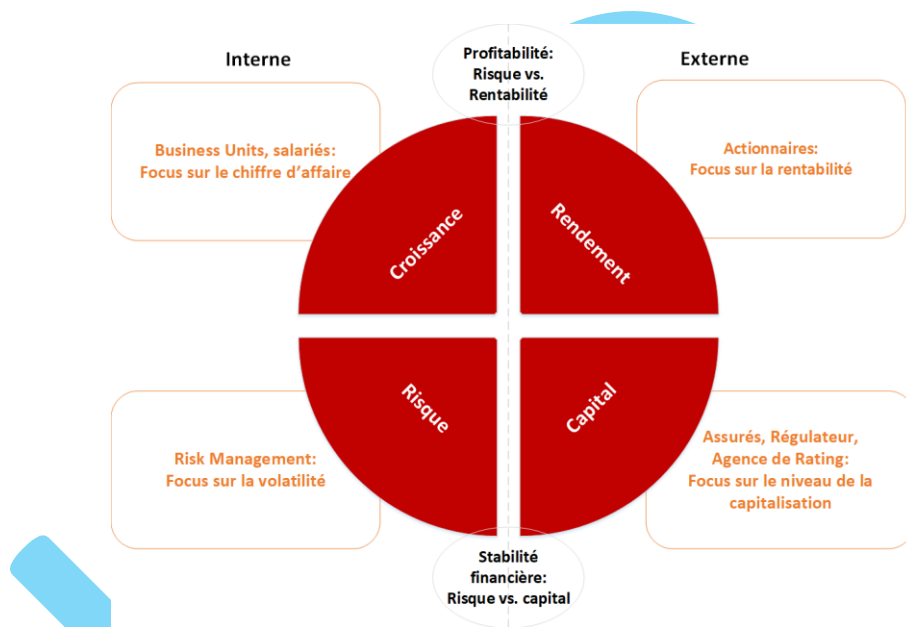 Interne
Profitabilité:
Risque vs.
Rentabilité
Externe
Business Units, salariés:
Focus sur le chiffre d'affaire
Actionnaires:
Focus sur la rentabilité
Croissance
Rendement
Risque
Capital
Risk Management:
Focus sur la volatilité
Assurés, Régulateur,
Agence de Rating:
Focus sur le niveau de la
capitalisation
Stabilité
financière:
Risque vs. capital